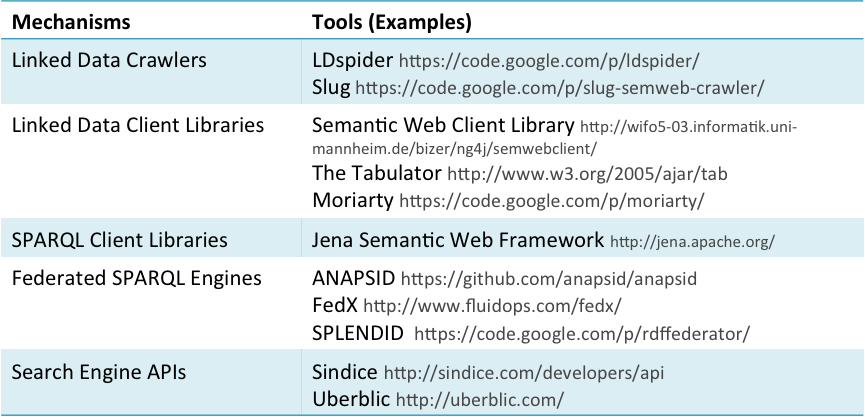 Mechanisms Tools (Examples)
Linked Data Crawlers LDspider https://code.google.com/p/ldspider/
Slug https://code.google.com/p/slug-semweb-crawler/
Linked Data Client Libraries Semantic Web Client Library http://wifo5-03.informatik.uni-
mannheim.de/bizer/ng4j/semwebclient/
The Tabulator http://www.w3.org/2005/ajar/tab
Moriarty https://code.google.com/p/moriarty/
SPARQL Client Libraries Jena Semantic Web Framework http://jena.apache.org/
Federated SPARQL Engines ANAPSID https://github.com/anapsid/anapsid
FedX http://www.fluidops.com/fedx/
SPLENDID https://code.google.com/p/rdffederator/
Search Engine APIs Sindice http://sindice.com/developers/api
Uberblic http://uberblic.com/